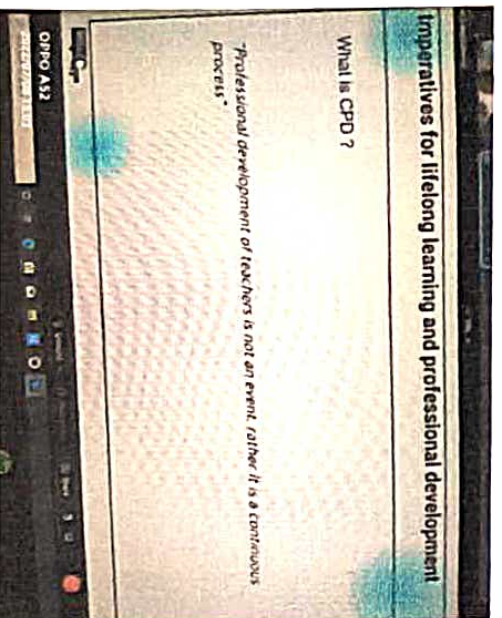 Imperatives for lifelong learning and professional development
What is CPD ?
"Professional development of teachers is not an event, rather it is a continuous
process"
OPPO A52